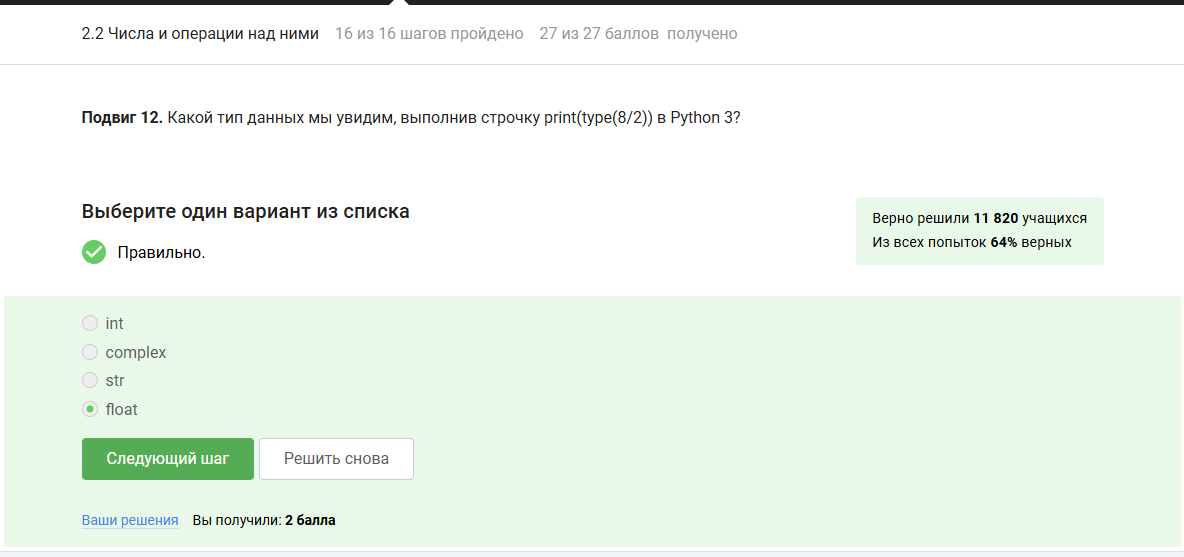 2.2 Числа и операции над ними 16 из 16 шагов пройдено 27 из 27 баллов получено
Подвиг 12. Какой тип данных мы увидим, выполнив строчку print(type(8/2)) в Python 3?
Выберите один вариант из списка
Правильно.
Верно решили 11 820 учащихся
Из всех попыток 64% верных
int
complex
str
float
Следующий шаг Решить снова
Ваши решения Вы получили: 2 балла